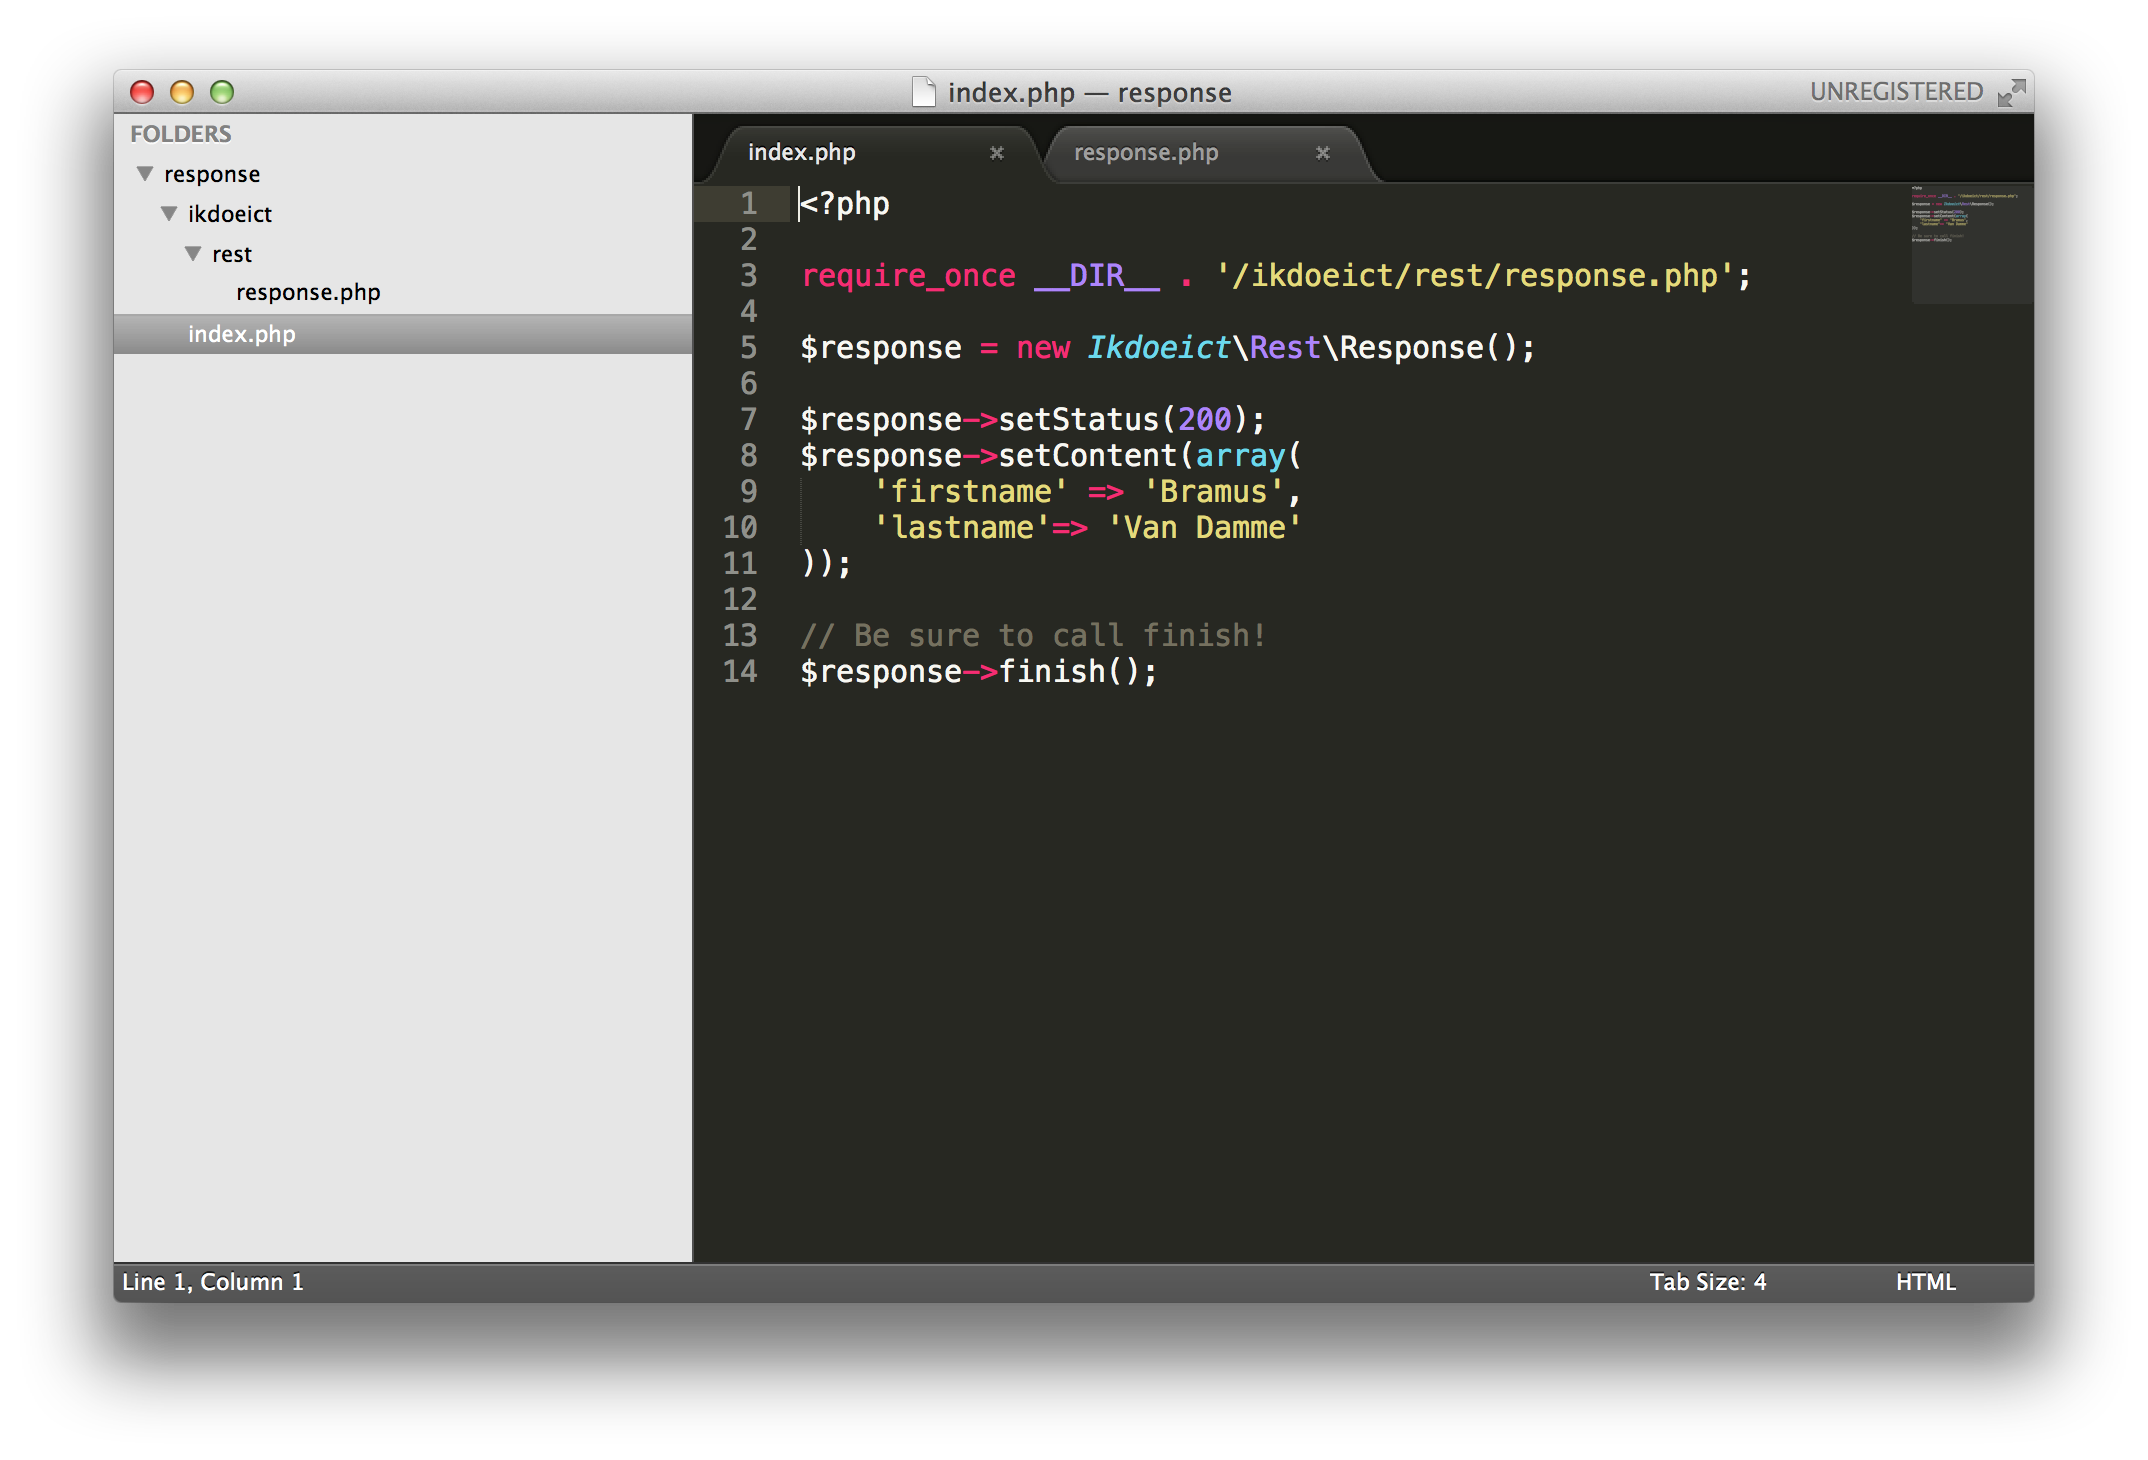 index.php — response
UNREGISTERED
FOLDERS
response
ikdoeict
rest
response.php
index.php
index.php
response.php
1 <?php
2
3 require_once __DIR__ . '/ikdoeict/rest/response.php';
4
5 $response = new Ikdoeict\Rest\Response();
6
7 $response->setStatus(200);
8 $response->setContent(array(
9     'firstname' => 'Bramus',
10     'lastname'=> 'Van Damme'
11 ));
12
13 // Be sure to call finish!
14 $response->finish();
Line 1, Column 1
Tab Size: 4
HTML